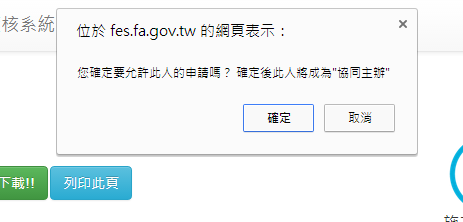 核系統
位於 fes.fa.gov.tw 的網頁表示：
您確定要允許此人的申請嗎？ 確定後此人將成為"協同主辦"
確定 取消
下載!! 列印此頁